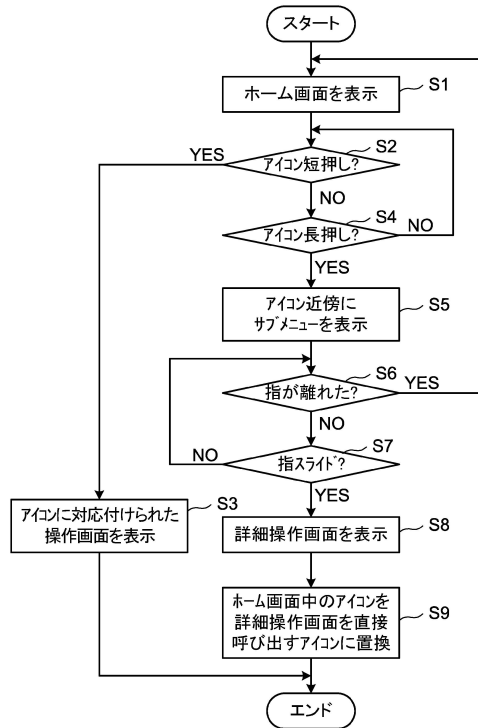 スタート
ホーム画面を表示
S1
アイコン短押し?
S2
YES
NO
アイコン長押し?
S4
NO
YES
アイコン近傍に
サブメニューを表示
S5
指が離れた?
S6
YES
NO
指スライド?
S7
NO
YES
アイコンに対応付けられた
操作画面を表示
S3
詳細操作画面を表示
S8
ホーム画面中のアイコンを
詳細操作画面を直接
呼び出すアイコンに置換
S9
エンド